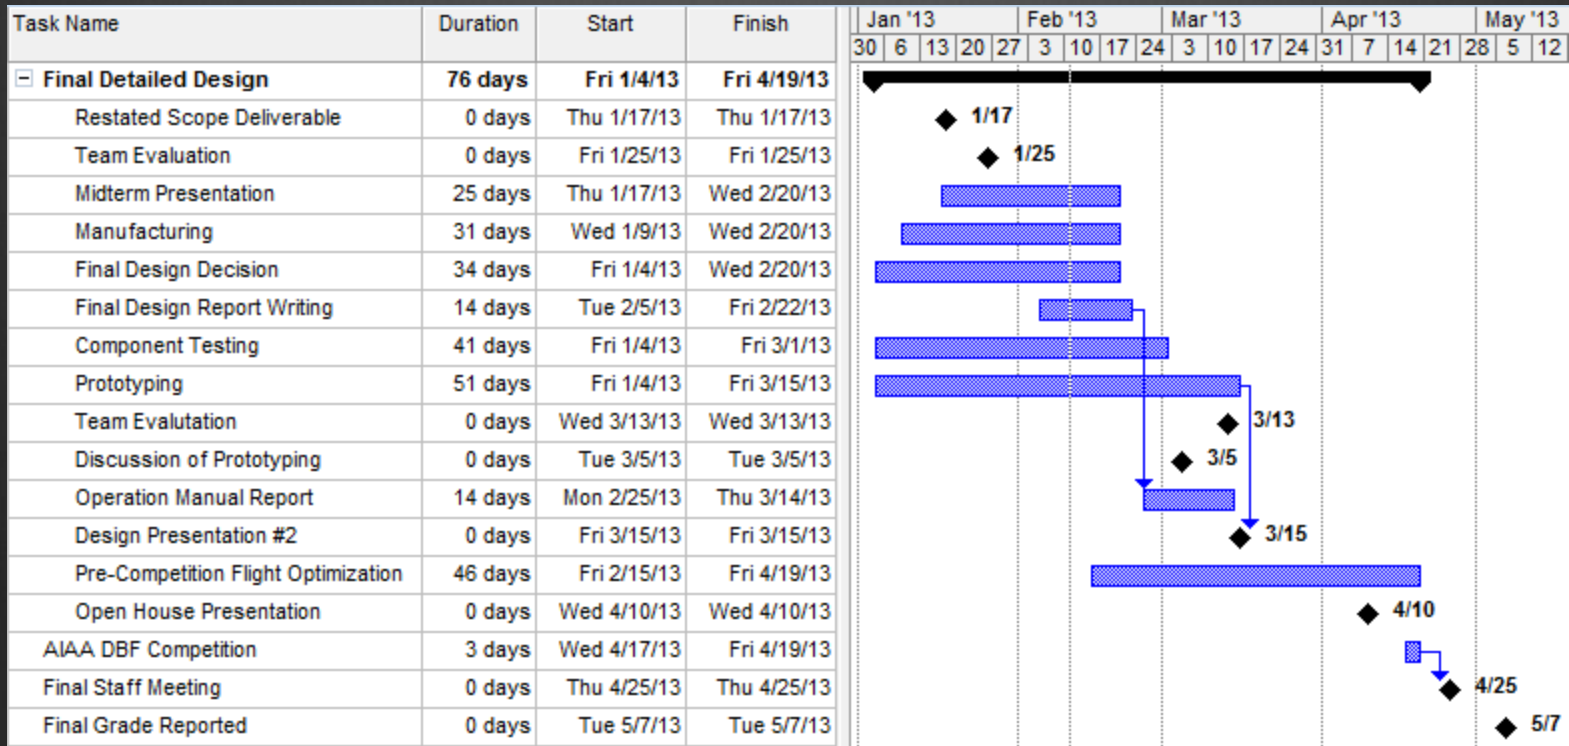 Task Name Duration Start Finish Jan '13 Feb '13 Mar '13 Apr '13 May '13
30 6 13 20 27 3 10 17 24 3 10 17 24 31 7 14 21 28 5 12
Final Detailed Design 76 days Fri 1/4/13 Fri 4/19/13
Restated Scope Deliverable 0 days Thu 1/17/13 Thu 1/17/13 1/17
Team Evaluation 0 days Fri 1/25/13 Fri 1/25/13 1/25
Midterm Presentation 25 days Thu 1/17/13 Wed 2/20/13
Manufacturing 31 days Wed 1/9/13 Wed 2/20/13
Final Design Decision 34 days Fri 1/4/13 Wed 2/20/13
Final Design Report Writing 14 days Tue 2/5/13 Fri 2/22/13
Component Testing 41 days Fri 1/4/13 Fri 3/1/13
Prototyping 51 days Fri 1/4/13 Fri 3/15/13
Team Evalutation 0 days Wed 3/13/13 Wed 3/13/13 3/13
Discussion of Prototyping 0 days Tue 3/5/13 Tue 3/5/13 3/5
Operation Manual Report 14 days Mon 2/25/13 Thu 3/14/13
Design Presentation #2 0 days Fri 3/15/13 Fri 3/15/13 3/15
Pre-Competition Flight Optimization 46 days Fri 2/15/13 Fri 4/19/13
Open House Presentation 0 days Wed 4/10/13 Wed 4/10/13 4/10
AIAA DBF Competition 3 days Wed 4/17/13 Fri 4/19/13
Final Staff Meeting 0 days Thu 4/25/13 Thu 4/25/13 4/25
Final Grade Reported 0 days Tue 5/7/13 Tue 5/7/13 5/7